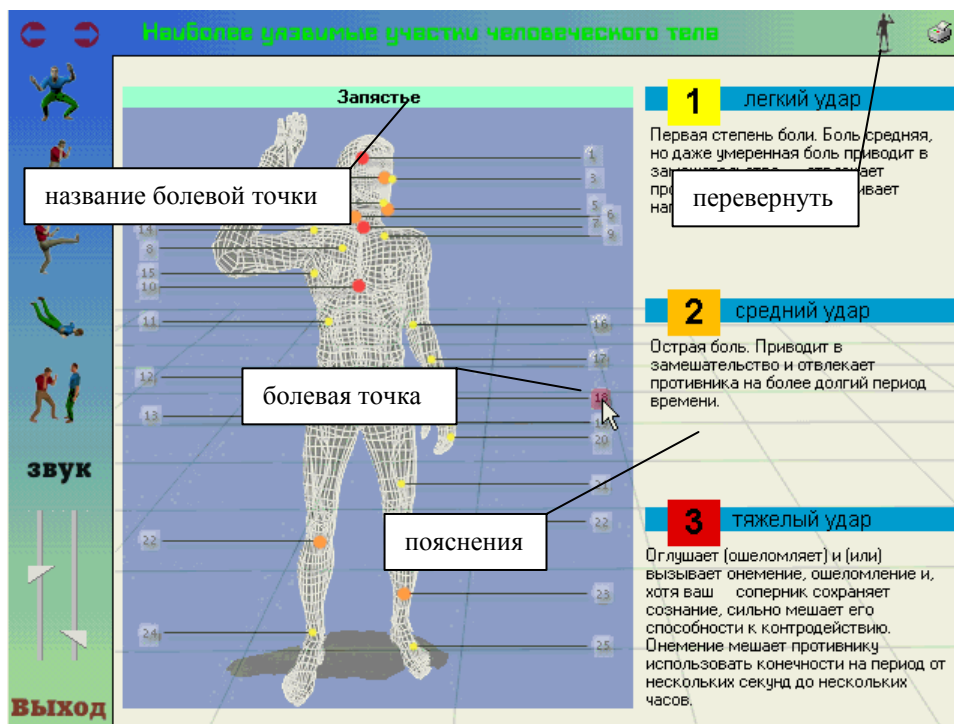 Наиболее уязвимые участки человеческого тела
Запястье
1
3
5
6
7
9
14
8
15
10
11
12
13
16
17
18
20
21
22
22
23
24
25
название болевой точки
болевая точка
пояснения
перевернуть
1 легкий удар
Первая степень боли. Боль средняя,
но даже умеренная боль приводит в
2 средний удар
Острая боль. Приводит в
замешательство и отвлекает
противника на более долгий период
времени.
3 тяжелый удар
Оглушает (ошеломляет) и (или)
вызывает онемение, ошеломление и,
хотя ваш соперник сохраняет
сознание, сильно мешает его
способности к контродействию.
Онемение мешает противнику
использовать конечности на период от
нескольких секунд до нескольких
часов.
звук
Выход